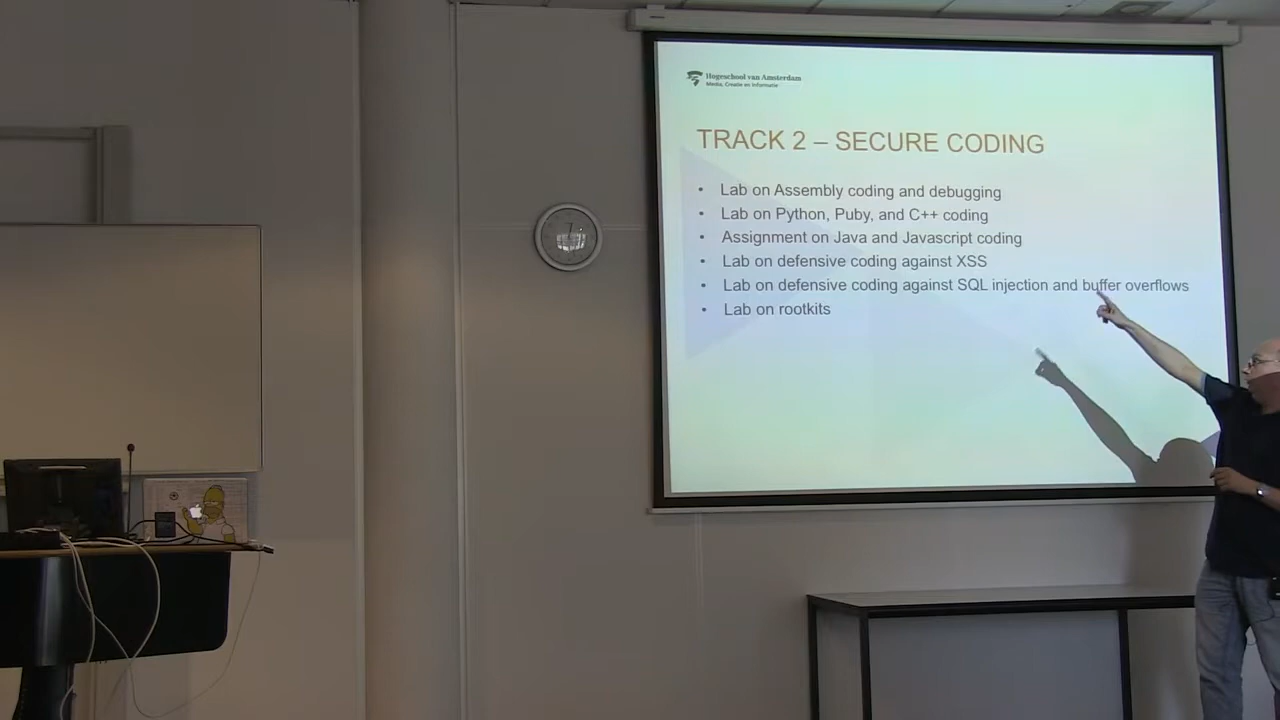 Hogeschool van Amsterdam
Media, Creatie en Informatie
TRACK 2 – SECURE CODING
• Lab on Assembly coding and debugging
• Lab on Python, Puby, and C++ coding
• Assignment on Java and Javascript coding
• Lab on defensive coding against XSS
• Lab on defensive coding against SQL injection and buffer overflows
• Lab on rootkits